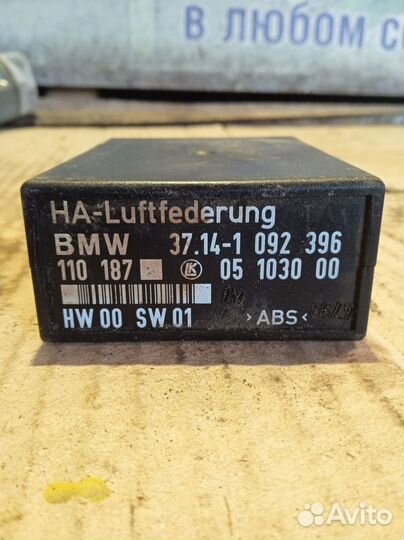 В ЛЮБОМ
HA-Luftfederung
BMW 37.14-1 092 396
110 187 LK 05 1030 00
HW 00 SW 01 >ABS<
Avito